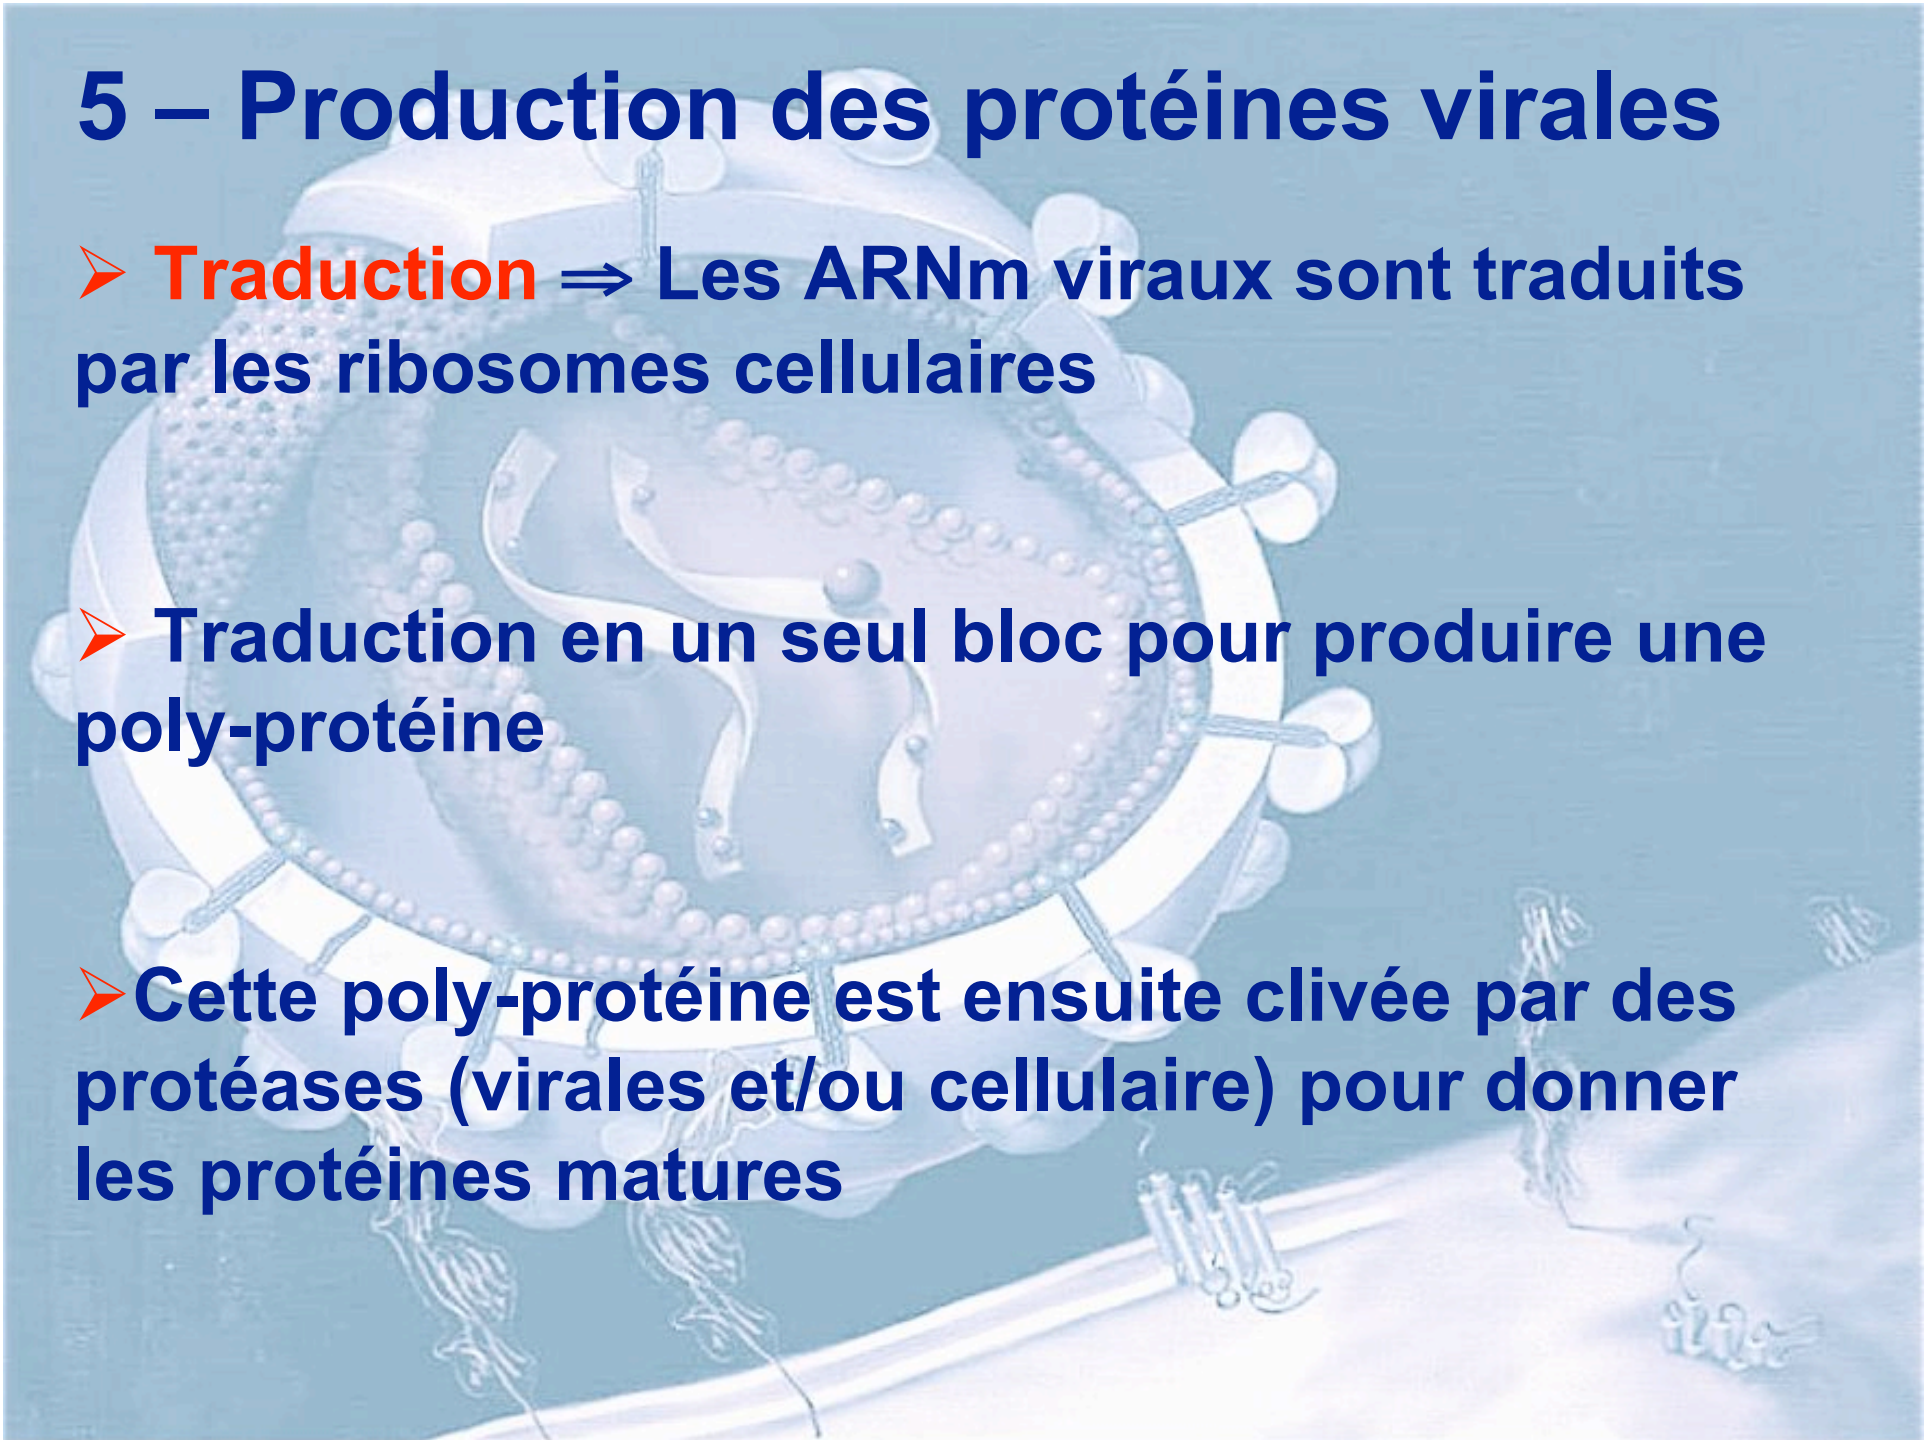 5 – Production des protéines virales
➢ Traduction ⇒ Les ARNm viraux sont traduits
par les ribosomes cellulaires
➢ Traduction en un seul bloc pour produire une
poly-protéine
➢Cette poly-protéine est ensuite clivée par des
protéases (virales et/ou cellulaire) pour donner
les protéines matures